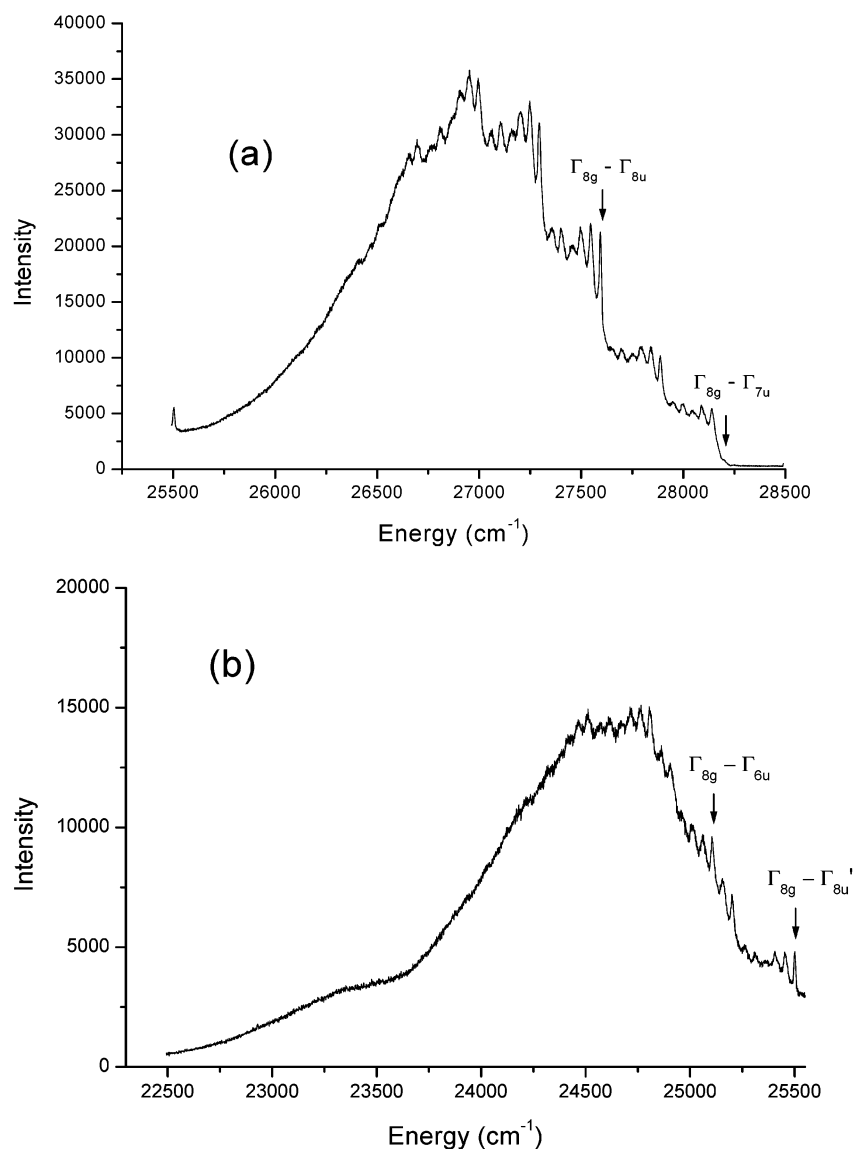 40000
35000
30000
25000
20000
15000
10000
5000
0
Intensity
(a)
Γ8g - Γ8u
Γ8g - Γ7u
25500 26000 26500 27000 27500 28000 28500
Energy (cm⁻¹)
20000
15000
10000
5000
0
Intensity
(b)
Γ8g – Γ6u
Γ8g – Γ8u'
22500 23000 23500 24000 24500 25000 25500
Energy (cm⁻¹)